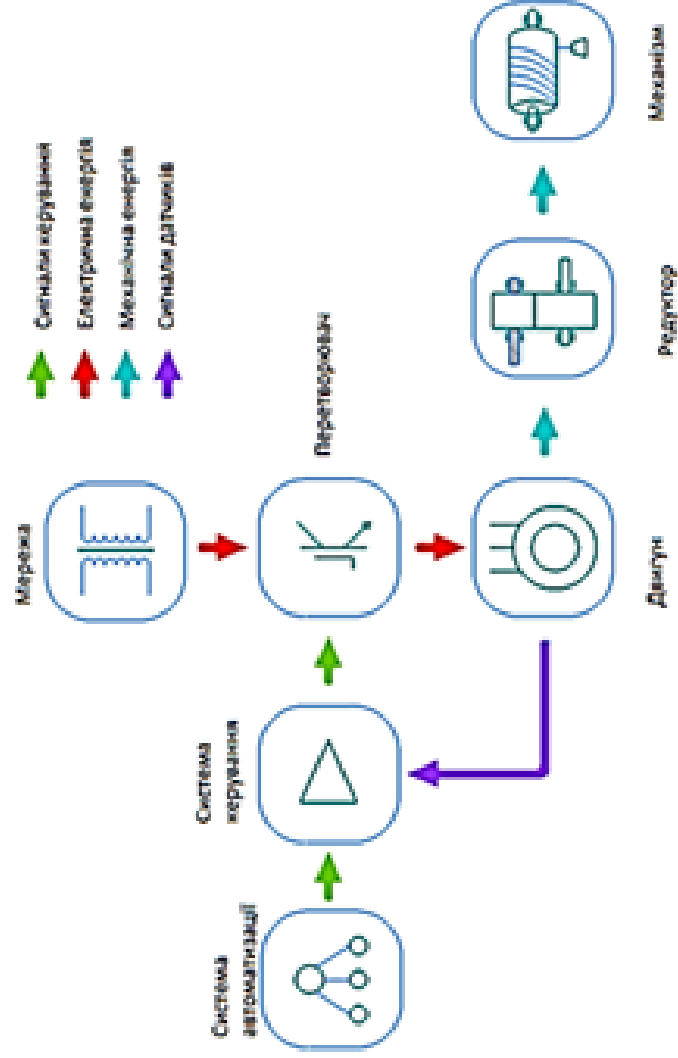 Мережа
Сигнали керування
Електрична енергія
Механічна енергія
Сигнали датчиків
Система
автоматизації
Система
керування
Перетворювач
Двигун
Редуктор
Механізм